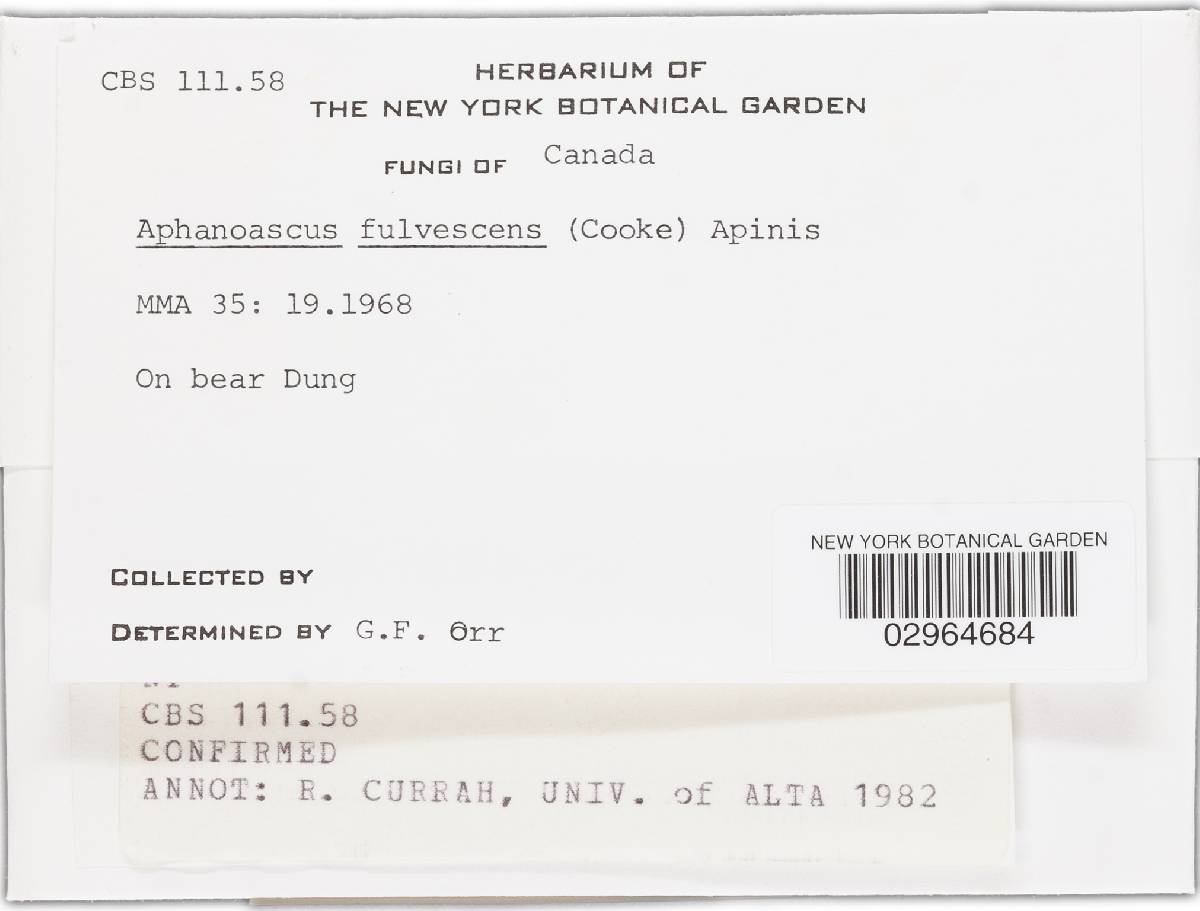 CBS 111.58
HERBARIUM OF
THE NEW YORK BOTANICAL GARDEN
FUNGI OF Canada
Aphanoascus fulvescens (Cooke) Apinis
MMA 35: 19.1968
On bear Dung
COLLECTED BY
DETERMINED BY G.F. Orr
NEW YORK BOTANICAL GARDEN
02964684
CBS 111.58
CONFIRMED
ANNOT: R. CURRAH, UNIV. of ALTA 1982